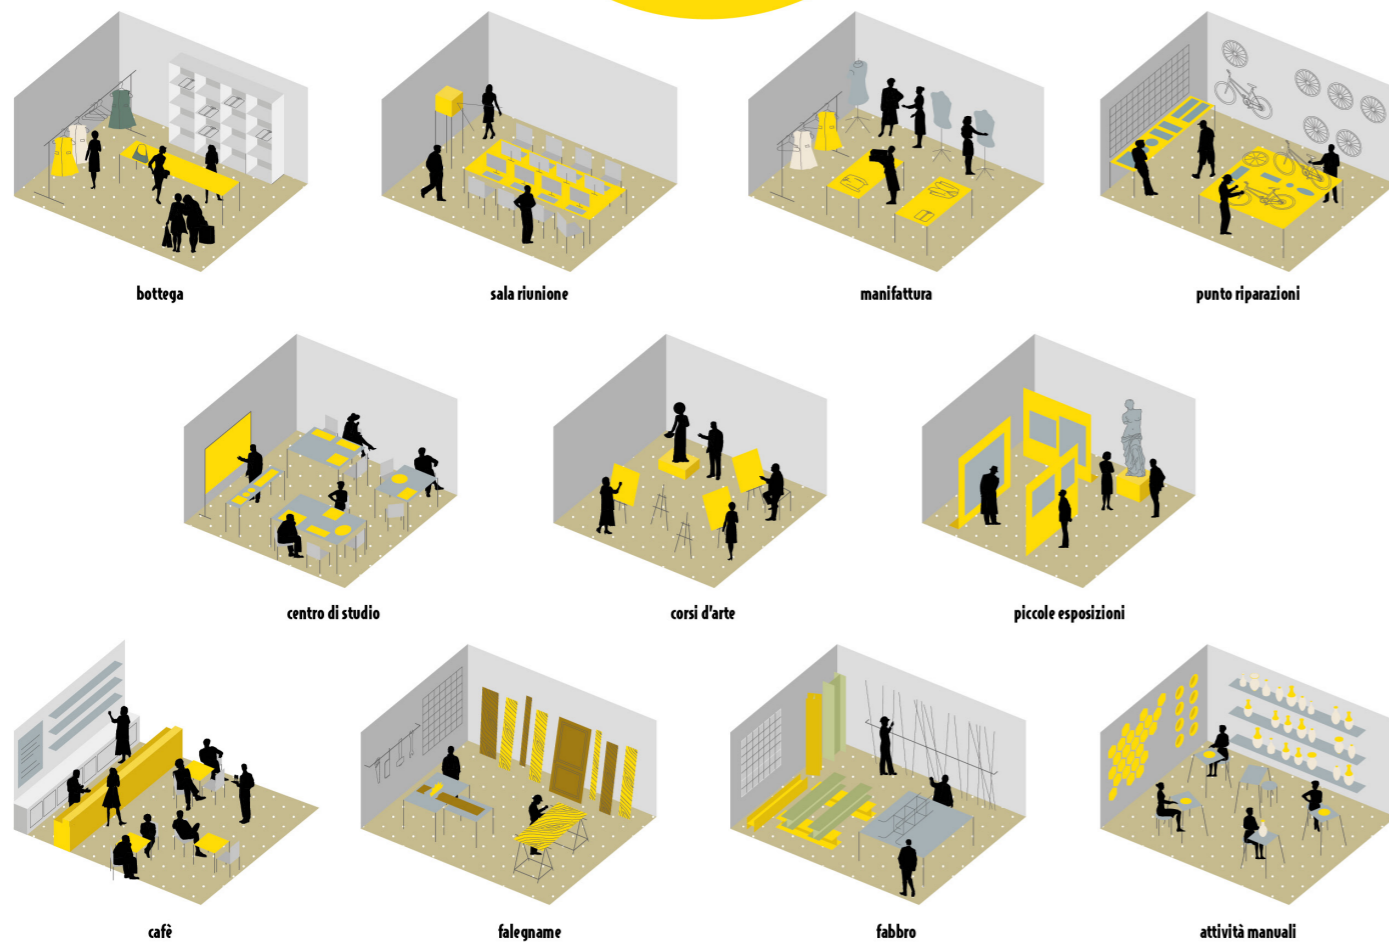 bottega
sala riunione
manifattura
punto riparazioni
centro di studio
corsi d'arte
piccole esposizioni
cafè
falegname
fabbro
attività manuali